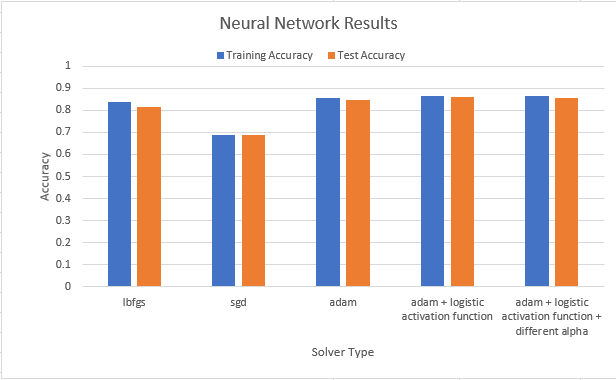 Neural Network Results
Training Accuracy
Test Accuracy
1
0.9
0.8
0.7
0.6
0.5
0.4
0.3
0.2
0.1
0
Accuracy
lbfgs
sgd
adam
adam + logistic
activation function
adam + logistic
activation function +
different alpha
Solver Type